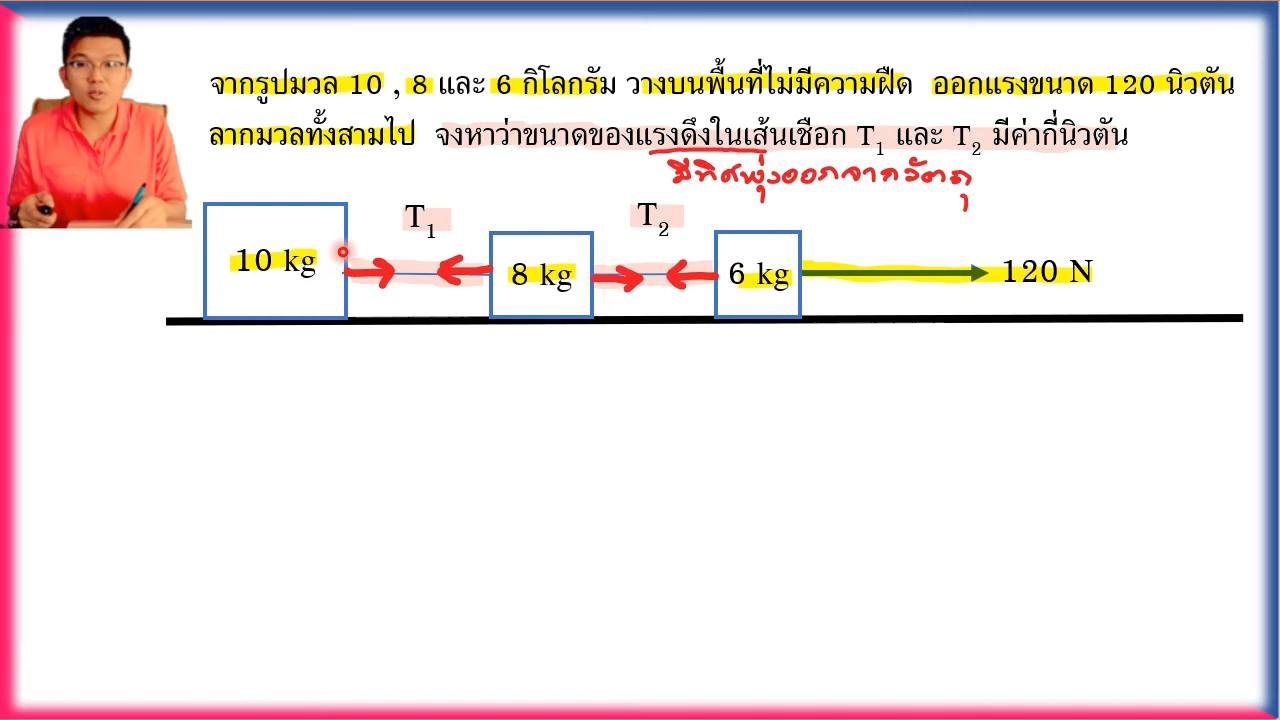 จากรูปมวล 10 , 8 และ 6 กิโลกรัม วางบนพื้นที่ไม่มีความฝืด ออกแรงขนาด 120 นิวตัน
ลากมวลทั้งสามไป จงหาว่าขนาดของแรงดึงในเส้นเชือก T₁ และ T₂ มีค่ากี่นิวตัน
มีทิศพุ่งออกจากวัตถุ
T₁ T₂
10 kg 8 kg 6 kg 120 N